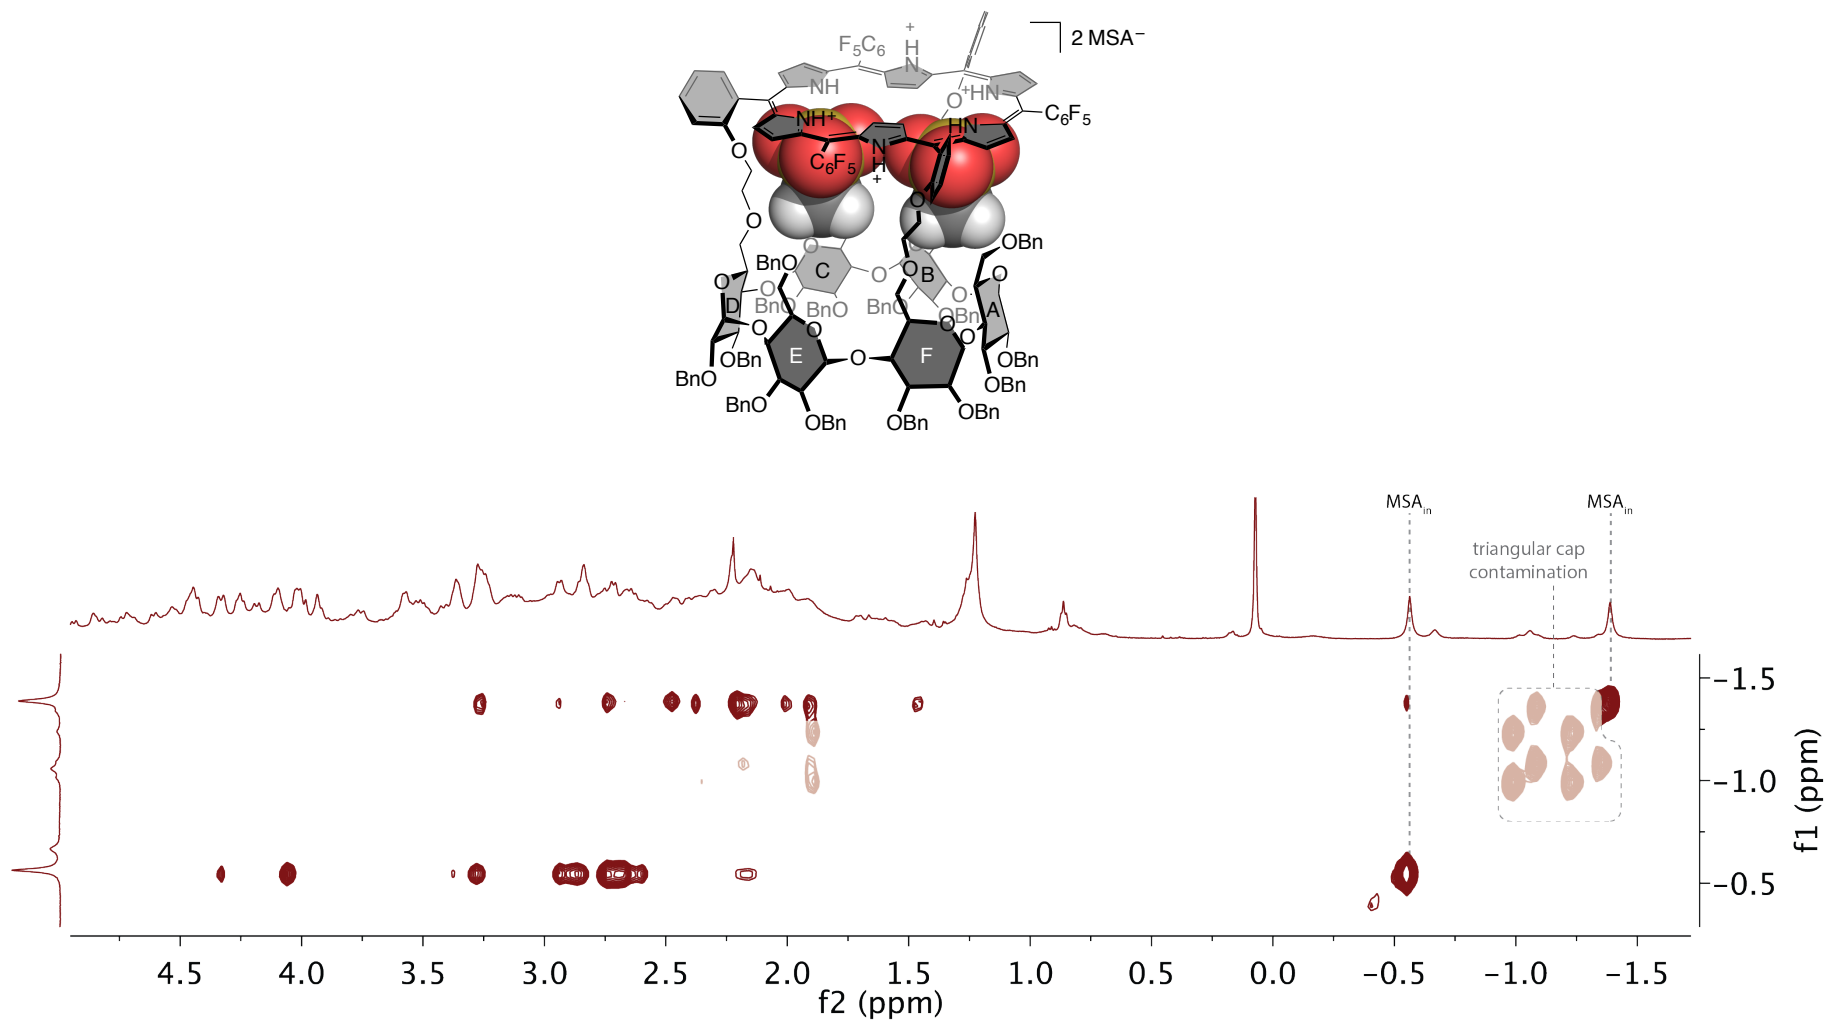 2 MSA⁻
F₅C₆
+
H
N
NH
⁺HN
O
C₆F₅
NH⁺
HN
C₆F₅
N
H
+
O
O
O
OBn
BnO
O
C
O
O
B
O
O
D
O
BnO
BnO
BnO
O
OBn
A
O
O
O
O
E
O
F
OBn
OBn
BnO
OBn
BnO
OBn
OBn
OBn
OBn
MSAin
MSAin
triangular cap
contamination
−1.5
−1.0
−0.5
f1 (ppm)
4.5
4.0
3.5
3.0
2.5
2.0
1.5
1.0
0.5
0.0
−0.5
−1.0
−1.5
f2 (ppm)